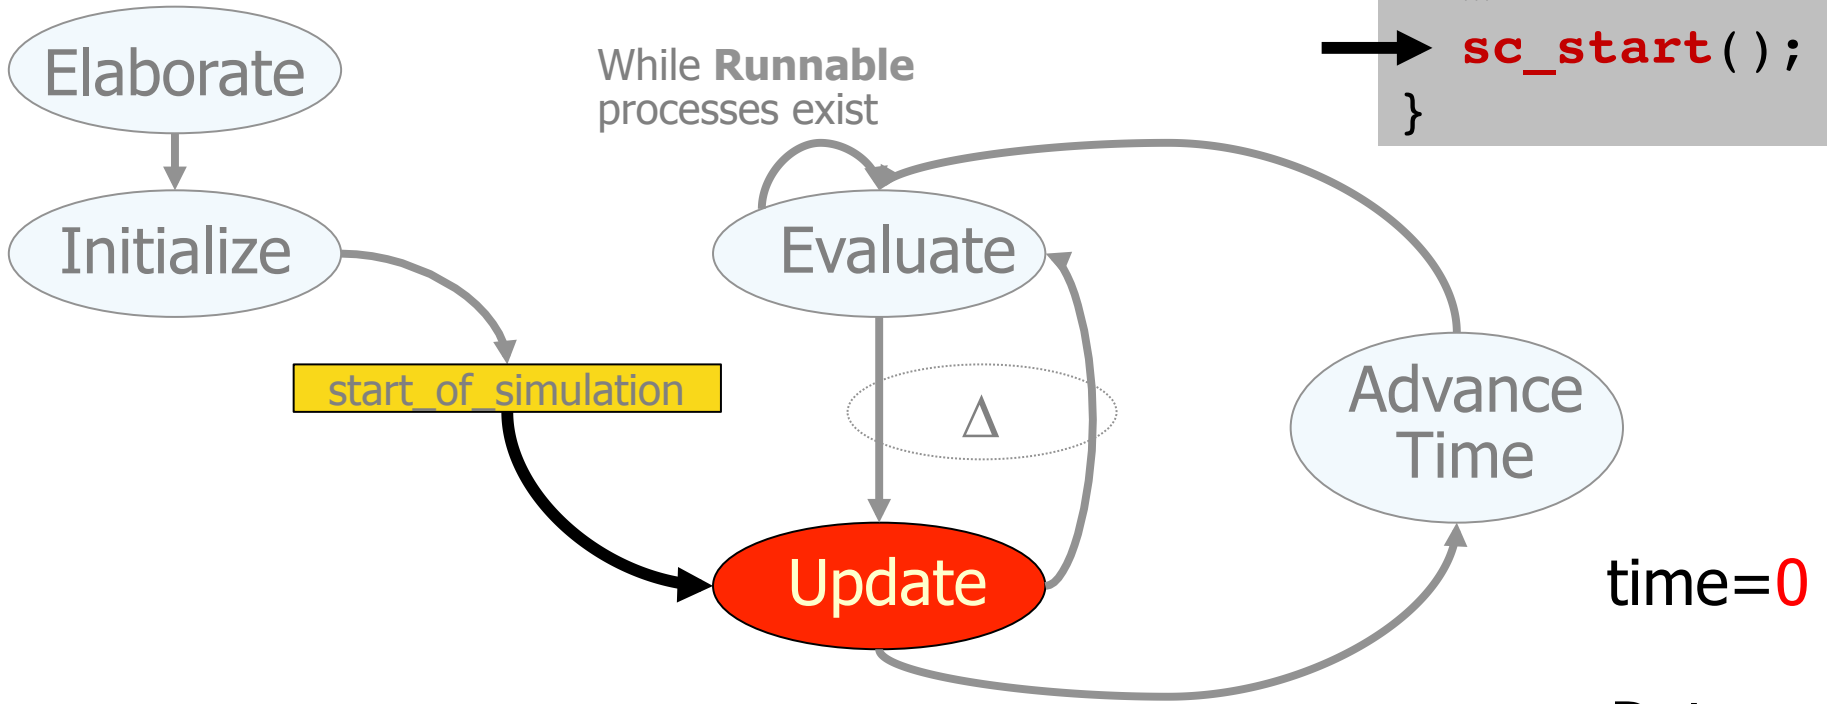 sc_start();
}
Elaborate
While Runnable
processes exist
Initialize
Evaluate
start_of_simulation
Δ
Advance
Time
Update
time=0